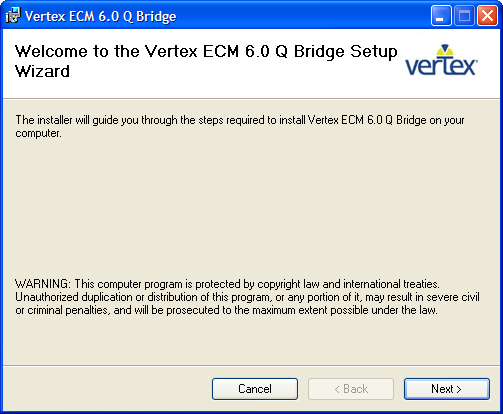 Vertex ECM 6.0 Q Bridge
Welcome to the Vertex ECM 6.0 Q Bridge Setup
Wizard
vertex
The installer will guide you through the steps required to install Vertex ECM 6.0 Q Bridge on your
computer.
WARNING: This computer program is protected by copyright law and international treaties.
Unauthorized duplication or distribution of this program, or any portion of it, may result in severe civil
or criminal penalties, and will be prosecuted to the maximum extent possible under the law.
Cancel
< Back
Next >